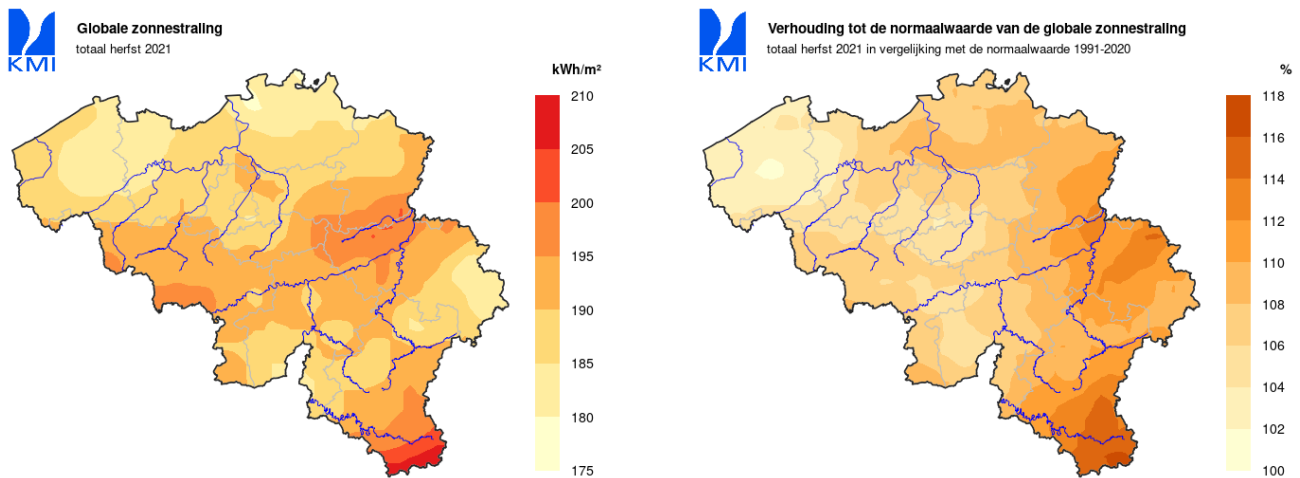 KMI
Globale zonnestraling
totaal herfst 2021
kWh/m²
210
205
200
195
190
185
180
175
KMI
Verhouding tot de normaalwaarde van de globale zonnestraling
totaal herfst 2021 in vergelijking met de normaalwaarde 1991-2020
%
118
116
114
112
110
108
106
104
102
100